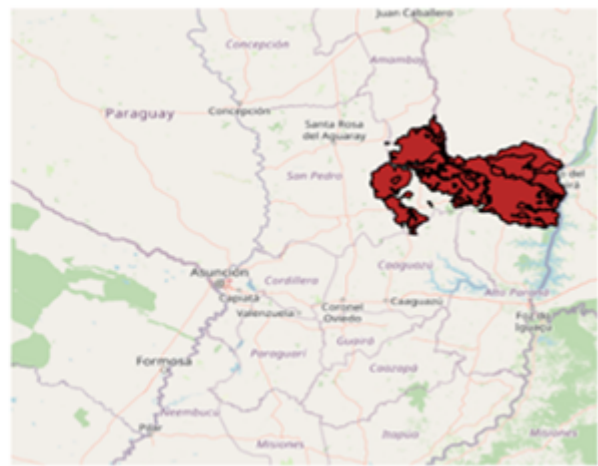 Juan Caballero
Concepción
Amambay
Paraguay
Concepción
Santa Rosa
del Aguaray
San Pedro
del
Asunción
Capiatá
Cordillera
Caaguazú
Valenzuela
Coronel
Oviedo
Caaguazú
Alto Paraná
Foz do
Iguaçu
Paraguarí
Guairá
Formosa
Caazapá
Ñeembucú
Pilar
Itapúa
Misiones
Misiones